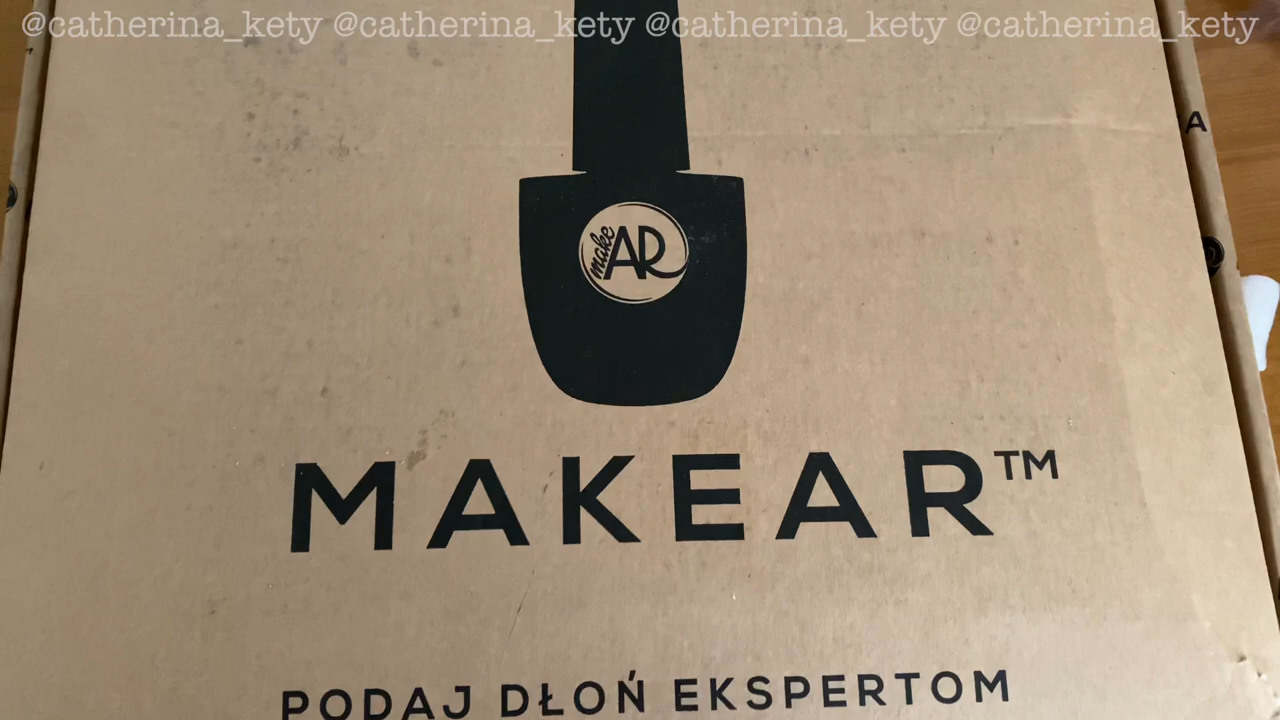 @catherina_kety @catherina_kety @catherina_kety @catherina_kety
A
make
AR
MAKEAR™
PODAJ DŁOŃ EKSPERTOM